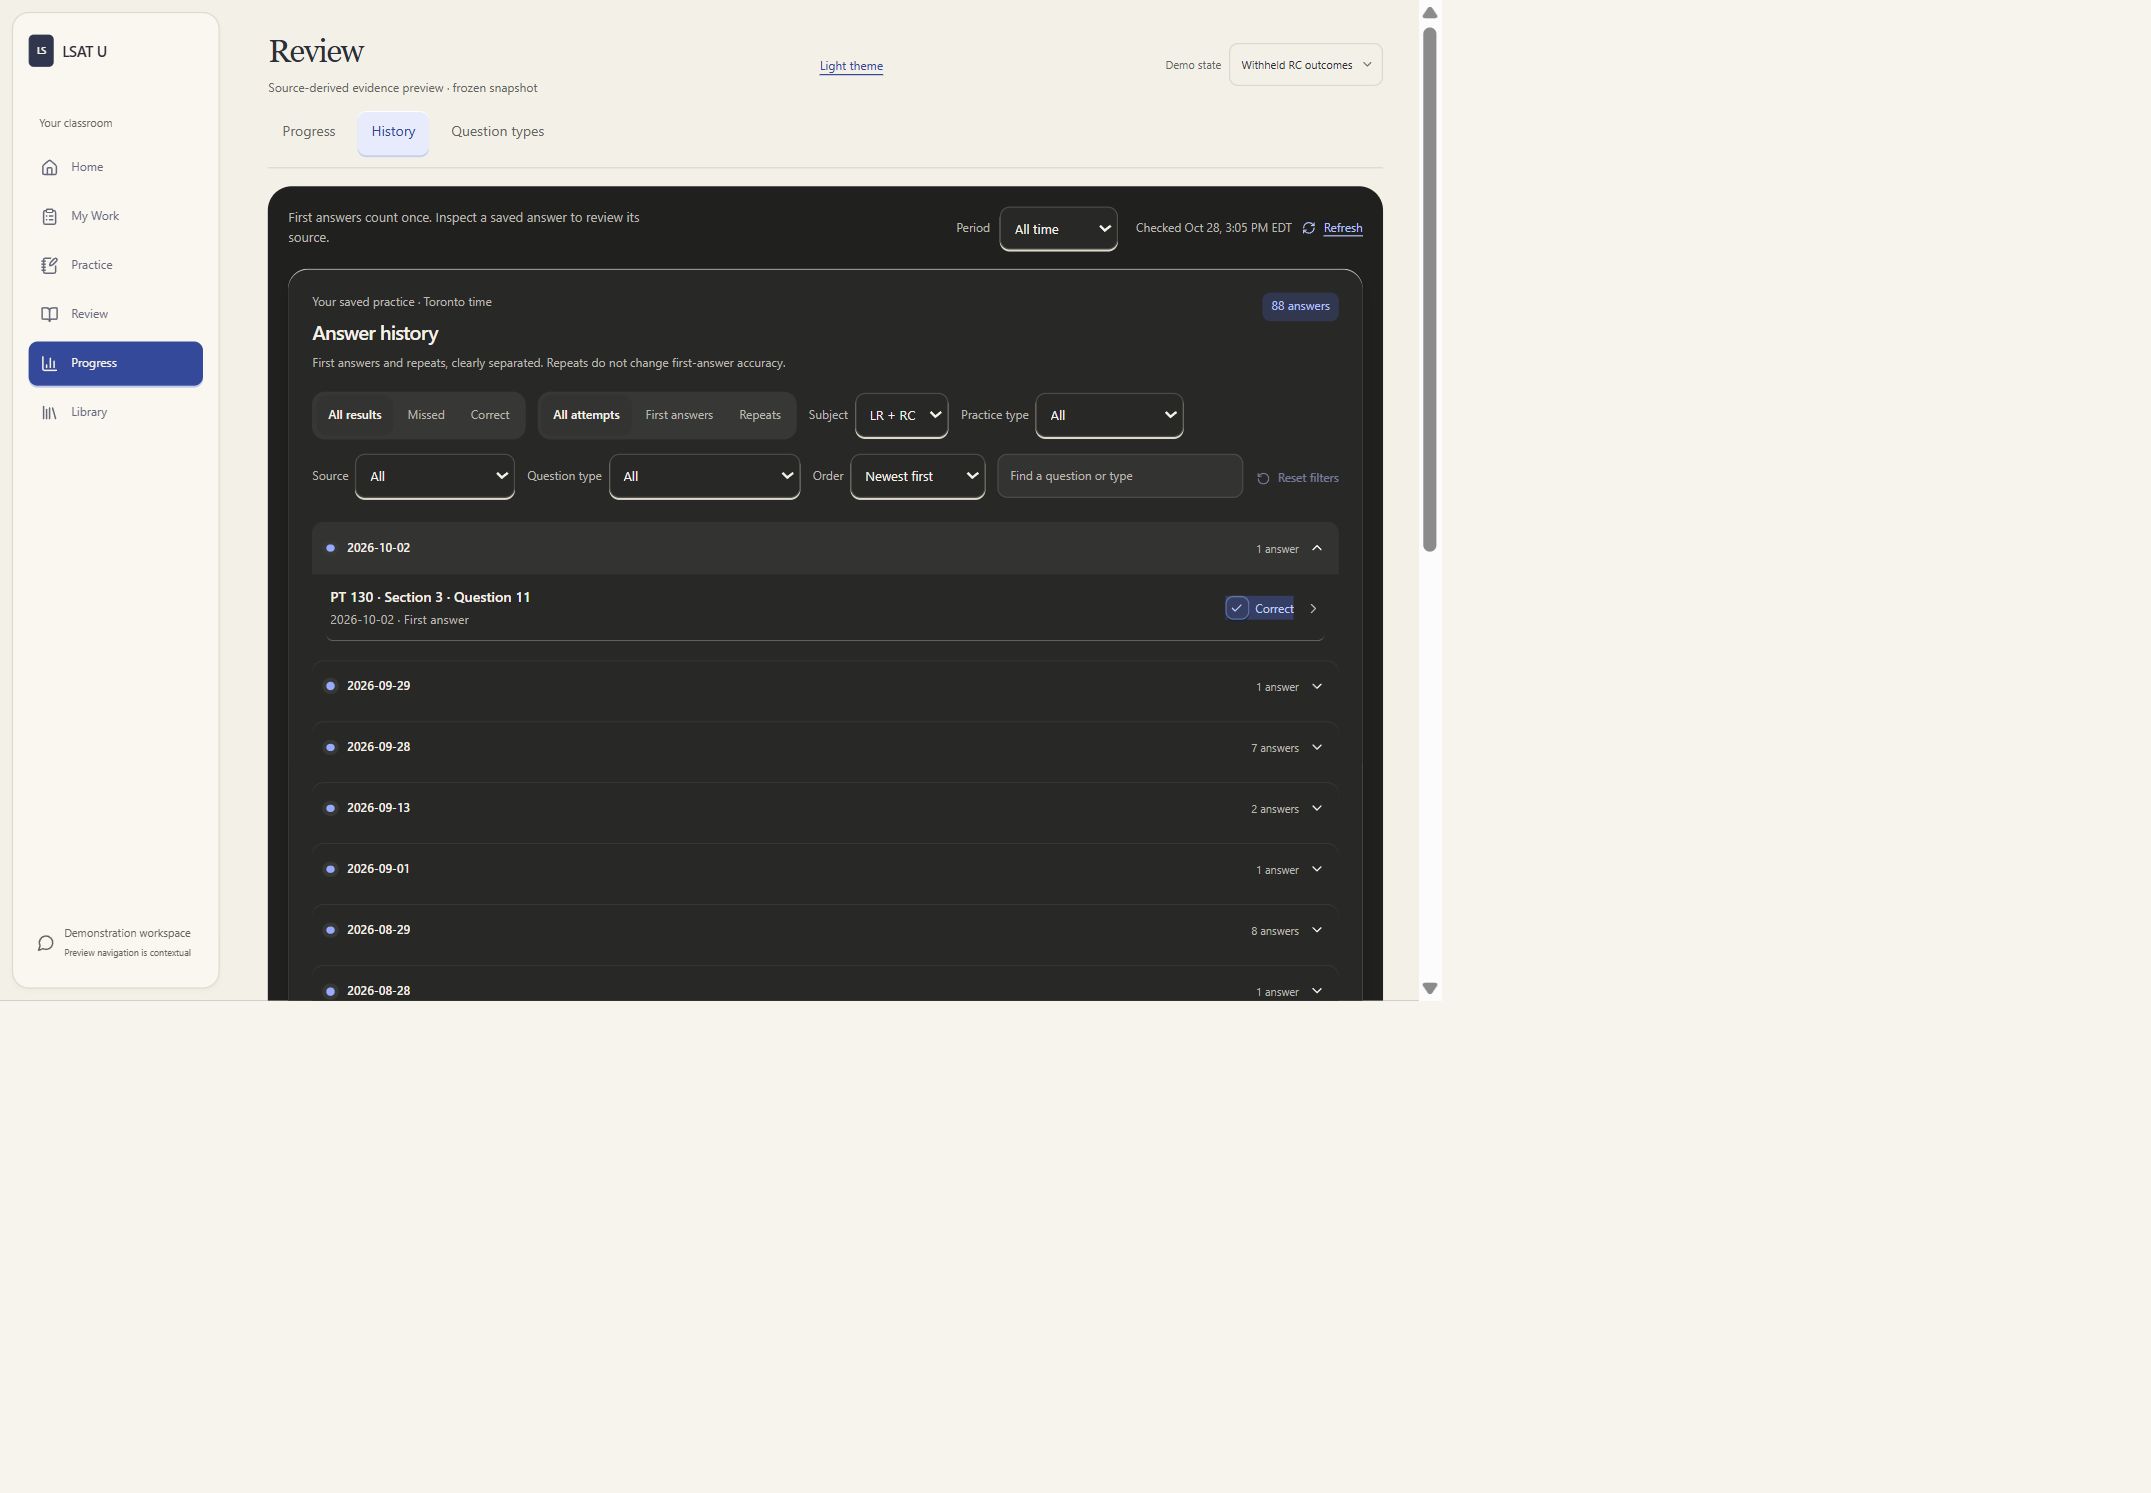 LS LSAT U
Your classroom
Home
My Work
Practice
Review
Progress
Library
Demonstration workspace
Preview navigation is contextual
Review
Source-derived evidence preview · frozen snapshot
Light theme
Demo state Withheld RC outcomes
Progress History Question types
First answers count once. Inspect a saved answer to review its
source.
Period All time Checked Oct 28, 3:05 PM EDT Refresh
Your saved practice · Toronto time
88 answers
Answer history
First answers and repeats, clearly separated. Repeats do not change first-answer accuracy.
All results Missed Correct All attempts First answers Repeats Subject LR + RC Practice type All
Source All Question type All Order Newest first Find a question or type Reset filters
2026-10-02 1 answer
PT 130 · Section 3 · Question 11
2026-10-02 · First answer
Correct
2026-09-29 1 answer
2026-09-28 7 answers
2026-09-13 2 answers
2026-09-01 1 answer
2026-08-29 8 answers
2026-08-28 1 answer